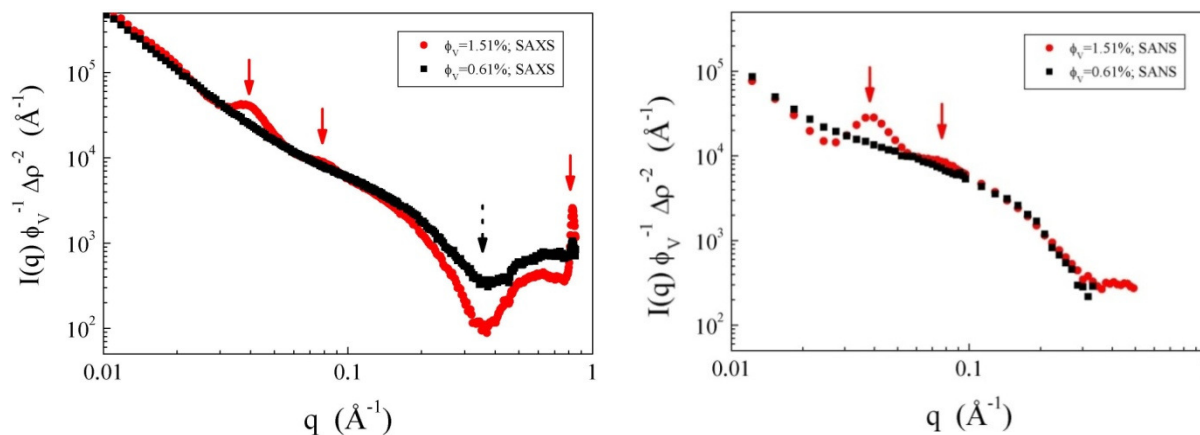 I(q) ϕ_V^-1 Δρ^-2 (Å^-1)
10^5
10^4
10^3
10^2
ϕ_V=1.51%; SAXS
ϕ_V=0.61%; SAXS
0.01
0.1
1
q (Å^-1)
I(q) ϕ_V^-1 Δρ^-2 (Å^-1)
10^5
10^4
10^3
10^2
ϕ_V=1.51%; SANS
ϕ_V=0.61%; SANS
0.01
0.1
q (Å^-1)